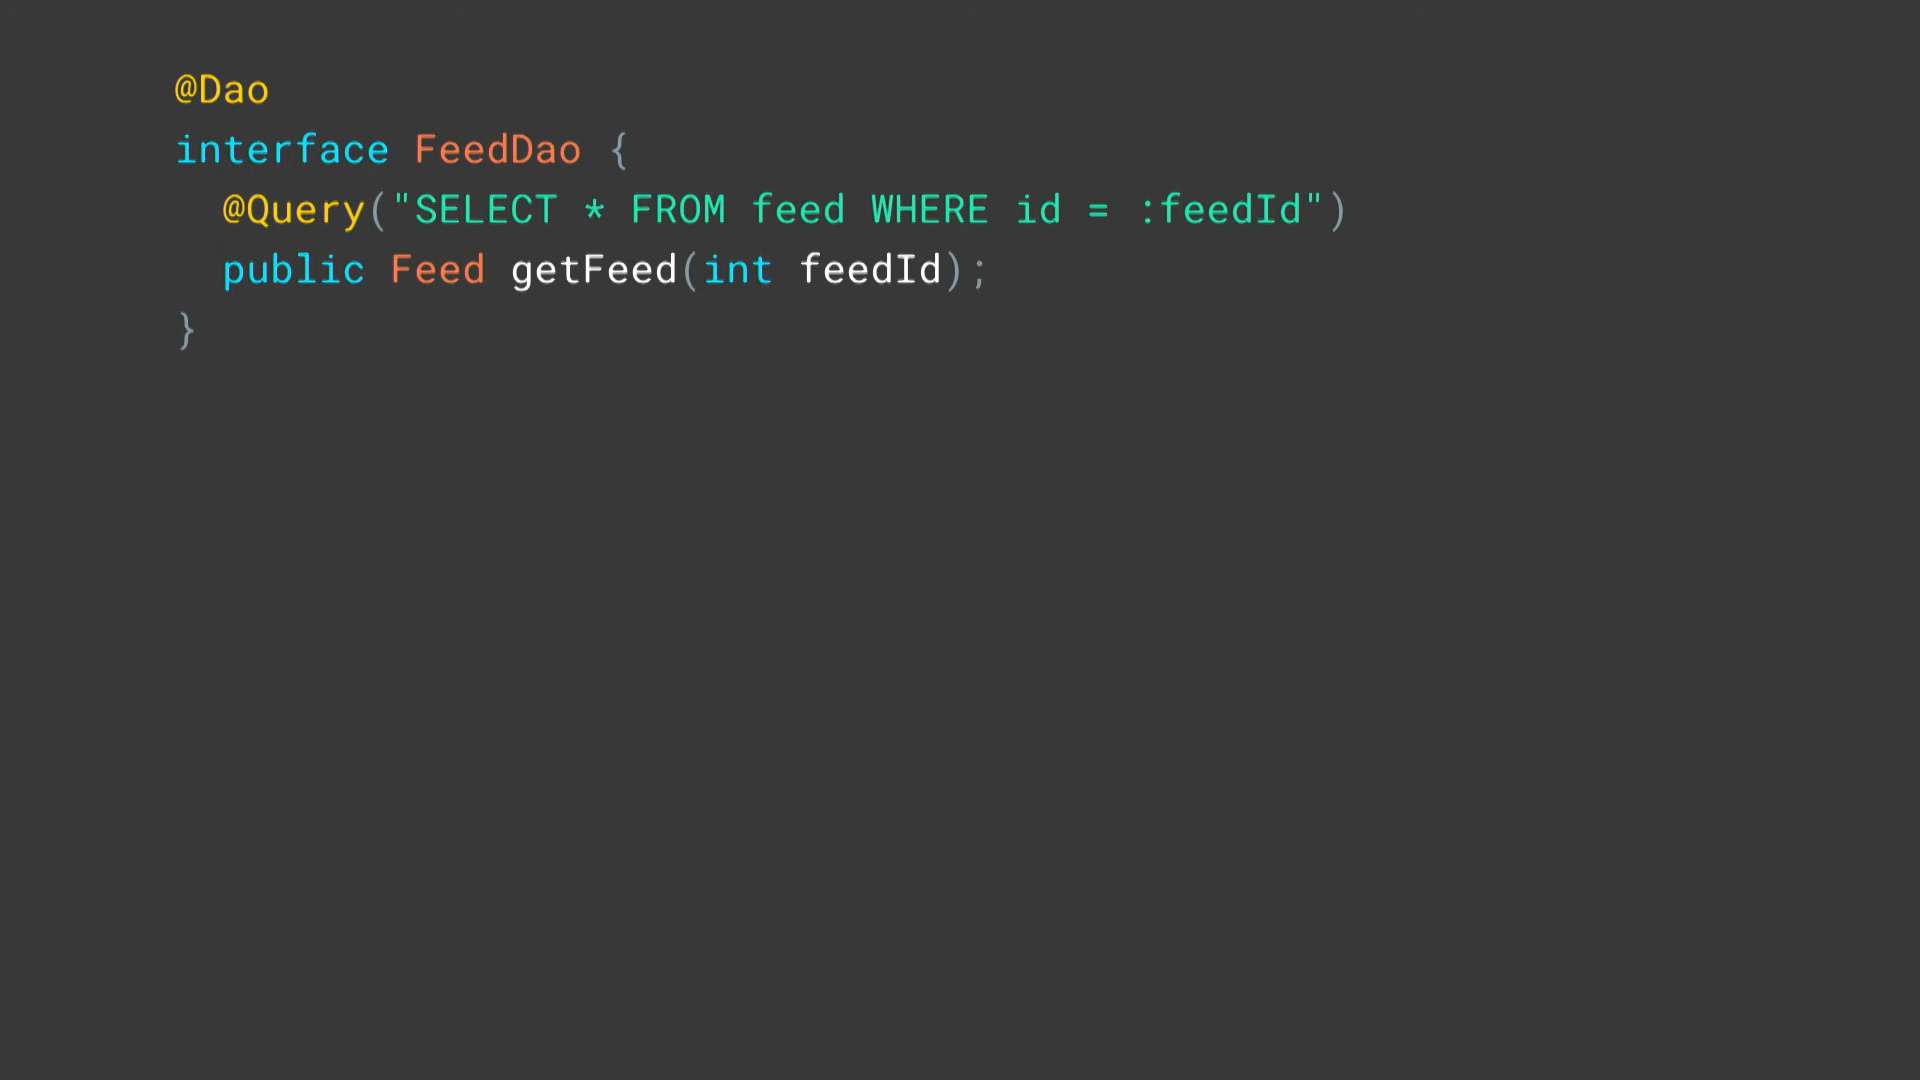 @Dao
interface FeedDao {
  @Query("SELECT * FROM feed WHERE id = :feedId")
  public Feed getFeed(int feedId);
}